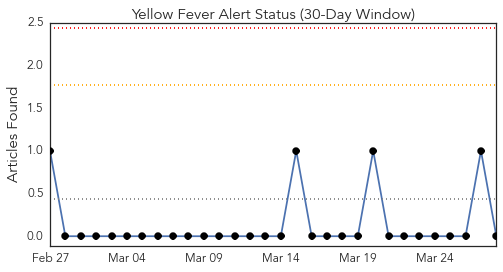 Yellow Fever Alert Status (30-Day Window)
Articles Found
2.5
2.0
1.5
1.0
0.5
0.0
Feb 27 Mar 04 Mar 09 Mar 14 Mar 19 Mar 24